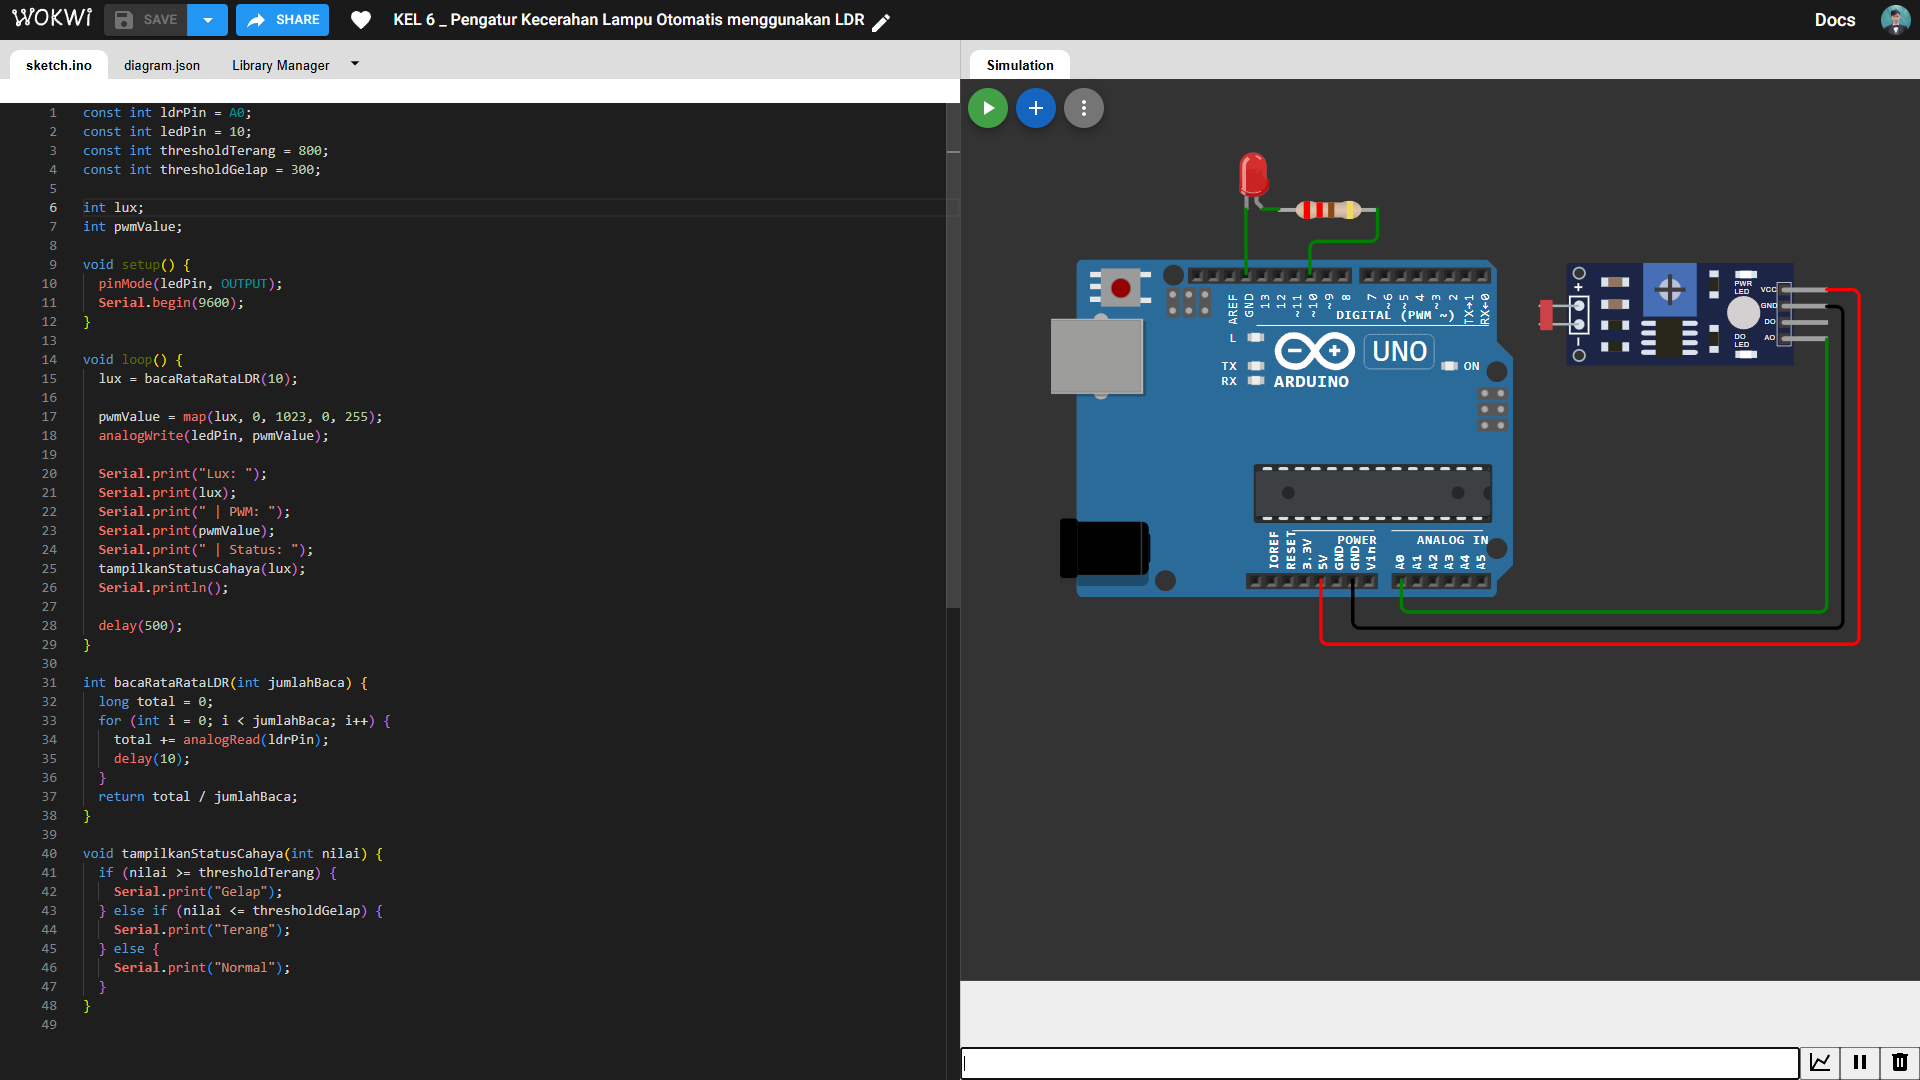 WOKWI
SAVE
SHARE
KEL 6 _ Pengatur Kecerahan Lampu Otomatis menggunakan LDR
Docs
sketch.ino
diagram.json
Library Manager
Simulation
1 const int ldrPin = A0;
2 const int ledPin = 10;
3 const int thresholdTerang = 800;
4 const int thresholdGelap = 300;
5
6 int lux;
7 int pwmValue;
8
9 void setup() {
10 pinMode(ledPin, OUTPUT);
11 Serial.begin(9600);
12 }
13
14 void loop() {
15 lux = bacaRataRataLDR(10);
16
17 pwmValue = map(lux, 0, 1023, 0, 255);
18 analogWrite(ledPin, pwmValue);
19
20 Serial.print("Lux: ");
21 Serial.print(lux);
22 Serial.print(" | PWM: ");
23 Serial.print(pwmValue);
24 Serial.print(" | Status: ");
25 tampilkanStatusCahaya(lux);
26 Serial.println();
27
28 delay(500);
29 }
30
31 int bacaRataRataLDR(int jumlahBaca) {
32 long total = 0;
33 for (int i = 0; i < jumlahBaca; i++) {
34 total += analogRead(ldrPin);
35 delay(10);
36 }
37 return total / jumlahBaca;
38 }
39
40 void tampilkanStatusCahaya(int nilai) {
41 if (nilai >= thresholdTerang) {
42 Serial.print("Gelap");
43 } else if (nilai <= thresholdGelap) {
44 Serial.print("Terang");
45 } else {
46 Serial.print("Normal");
47 }
48 }
49
AREF
GND
13
12
~11
~10
~9
8
7
~6
~5
4
~3
2
TX→1
RX←0
DIGITAL (PWM ~)
L
TX
RX
UNO
ON
ARDUINO
IOREF
RESET
3.3V
5V
GND
GND
Vin
POWER
ANALOG IN
A0
A1
A2
A3
A4
A5
+
PWR
LED
DO
LED
VCC
GND
DO
AO